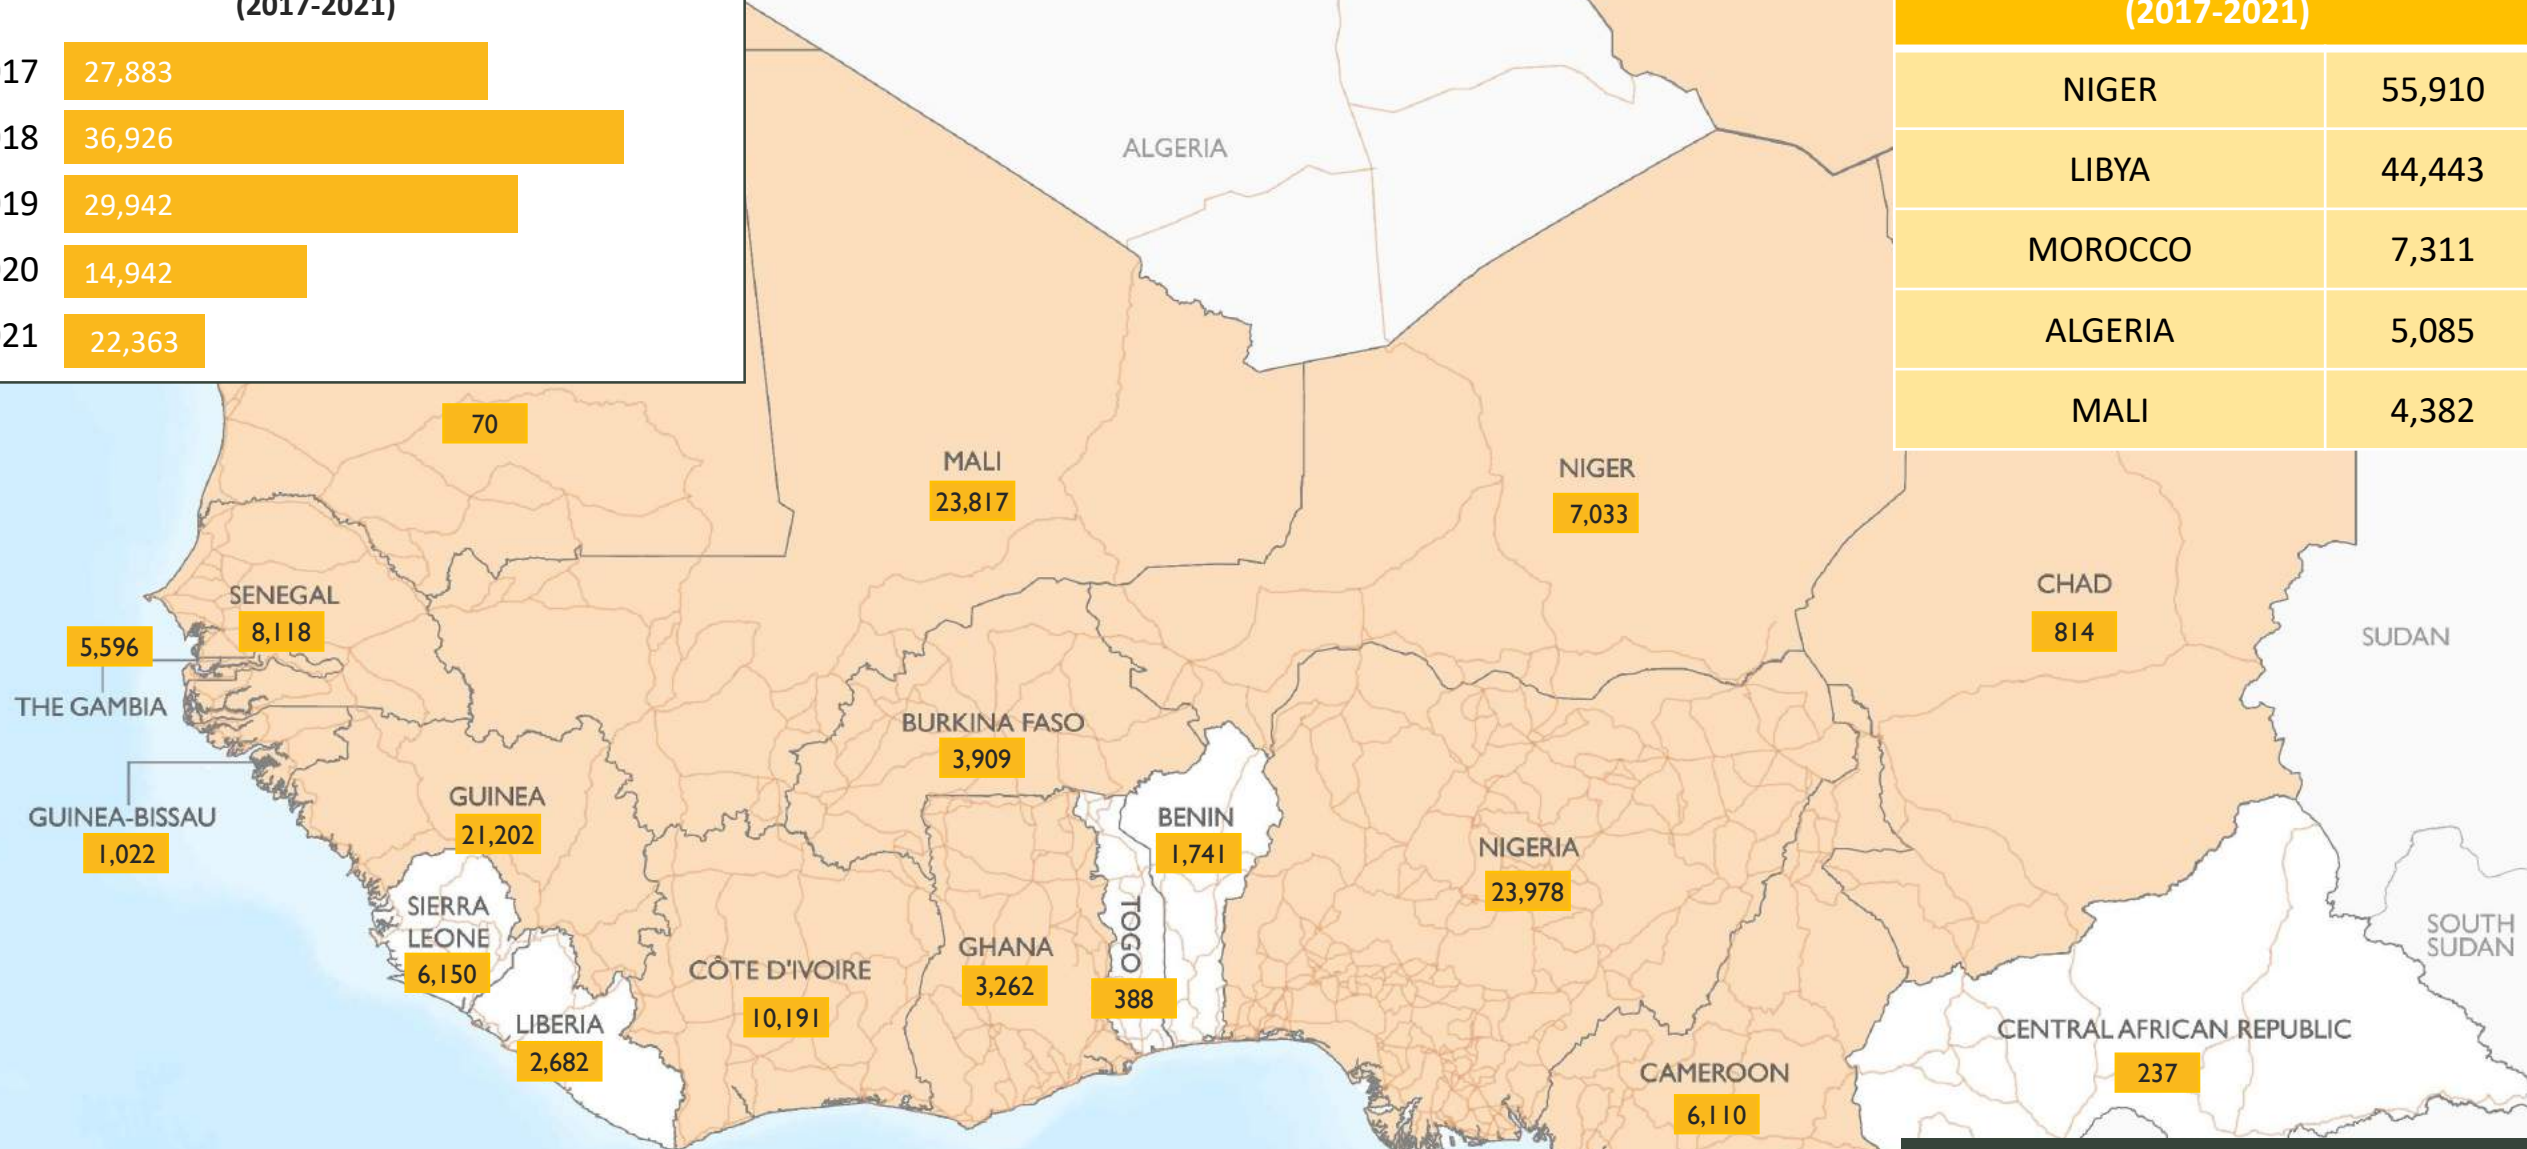 (2017-2021)
17 27,883
18 36,926
19 29,942
20 14,942
21 22,363
(2017-2021)
NIGER 55,910
LIBYA 44,443
MOROCCO 7,311
ALGERIA 5,085
MALI 4,382
ALGERIA
70
MALI
23,817
NIGER
7,033
CHAD
814
SUDAN
SENEGAL
8,118
5,596
THE GAMBIA
BURKINA FASO
3,909
GUINEA-BISSAU
1,022
GUINEA
21,202
BENIN
1,741
NIGERIA
23,978
SIERRA
LEONE
6,150
TOGO
388
GHANA
3,262
CÔTE D'IVOIRE
10,191
LIBERIA
2,682
SOUTH
SUDAN
CENTRAL AFRICAN REPUBLIC
237
CAMEROON
6,110